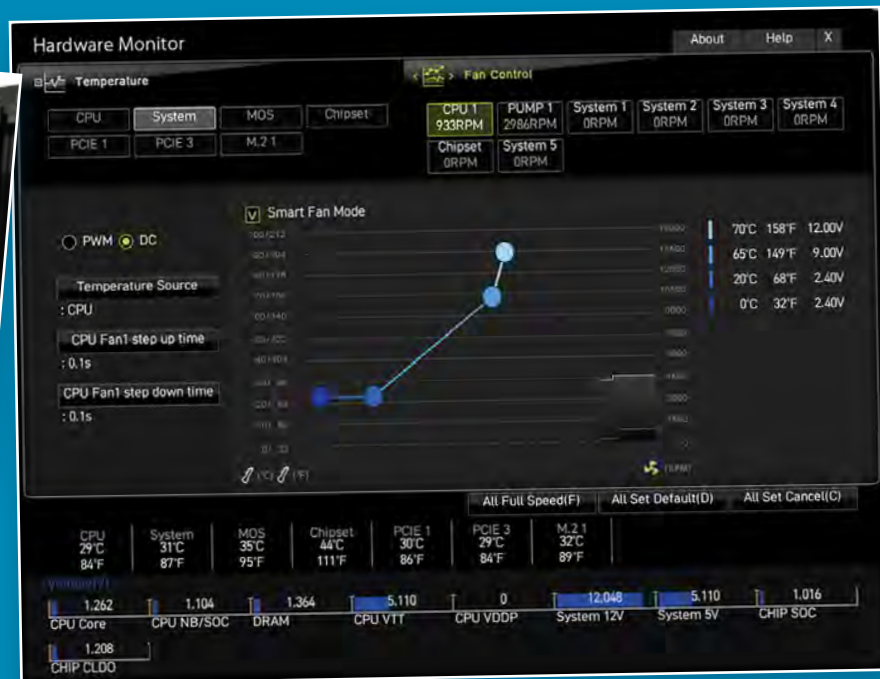 Hardware Monitor
About Help X
Temperature
Fan Control
CPU System MOS Chipset
PCIE 1 PCIE 3 M.2 1
CPU 1 PUMP 1 System 1 System 2 System 3 System 4
933RPM 2986RPM 0RPM 0RPM 0RPM 0RPM
Chipset System 5
0RPM 0RPM
V Smart Fan Mode
PWM DC
Temperature Source
: CPU
CPU Fan1 step up time
: 0.1s
CPU Fan1 step down time
: 0.1s
70°C 158°F 12.00V
65°C 149°F 9.00V
20°C 68°F 2.40V
0°C 32°F 2.40V
(°C) (°F)
(RPM)
All Full Speed(F) All Set Default(D) All Set Cancel(C)
CPU System MOS Chipset PCIE 1 PCIE 3 M.2 1
29°C 31°C 35°C 44°C 30°C 29°C 32°C
84°F 87°F 95°F 111°F 86°F 84°F 89°F
1.262 1.104 1.364 5.110 0 12.048 5.110 1.016
CPU Core CPU NB/SOC DRAM CPU VTT CPU VDDP System 12V System 5V CHIP SOC
1.208
CHIP CLDO